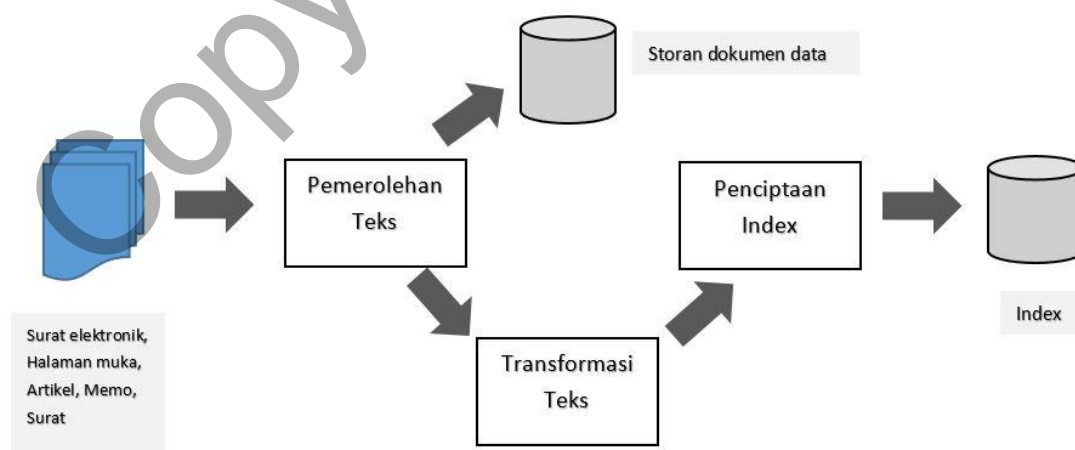 Copy
Storan dokumen data
Pemerolehan
Teks
Penciptaan
Index
Surat elektronik,
Halaman muka,
Artikel, Memo,
Surat
Transformasi
Teks
Index